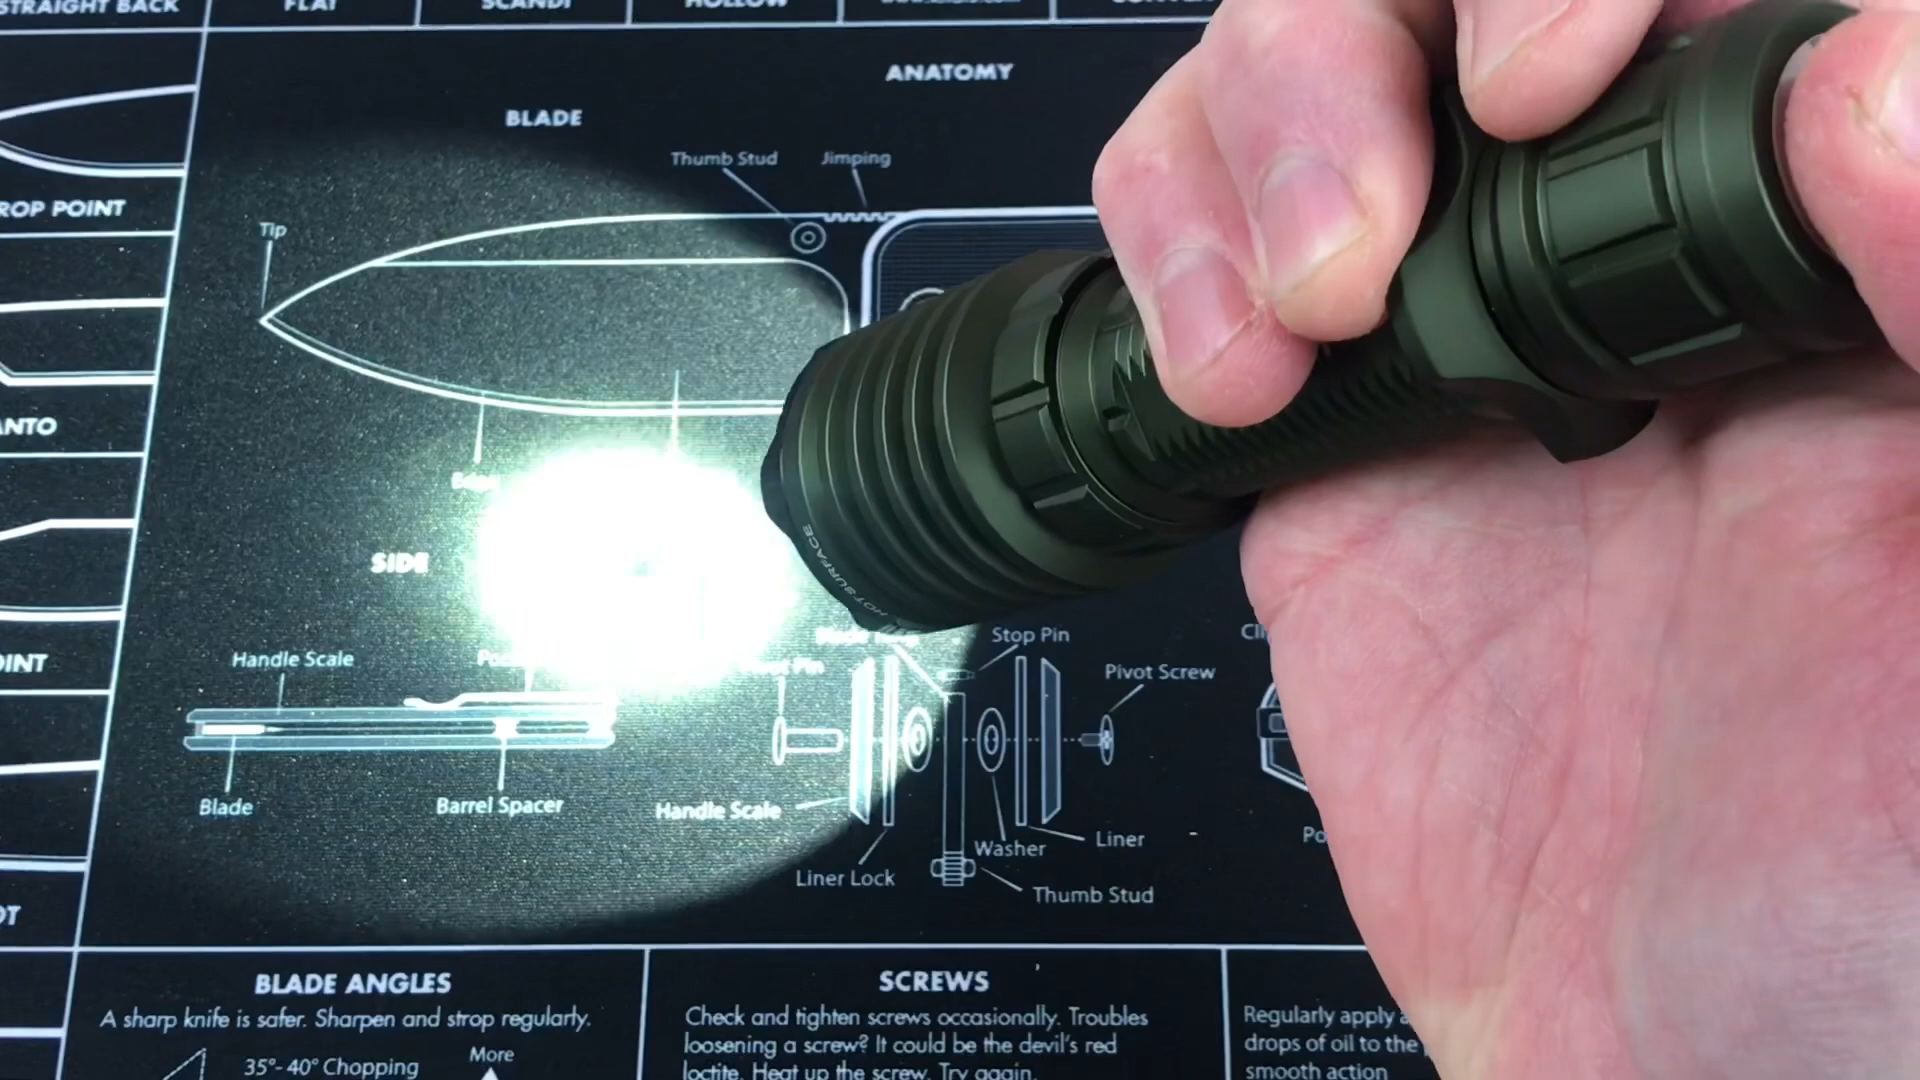 STRAIGHT BACK
FLAT
SCANDI
HOLLOW
ANATOMY
BLADE
Thumb Stud
Jimping
ROP POINT
Tip
ANTO
SIDE
HOT SURFACE
Stop Pin
Handle Scale
Pin
Pivot Screw
INT
Blade
Barrel Spacer
Handle Scale
Liner
Washer
Liner Lock
Thumb Stud
OT
BLADE ANGLES
A sharp knife is safer. Sharpen and strop regularly.
35°- 40° Chopping
More
SCREWS
Check and tighten screws occasionally. Troubles
loosening a screw? It could be the devil's red
loctite. Heat up the screw. Try again.
Regularly apply
drops of oil to the
smooth action